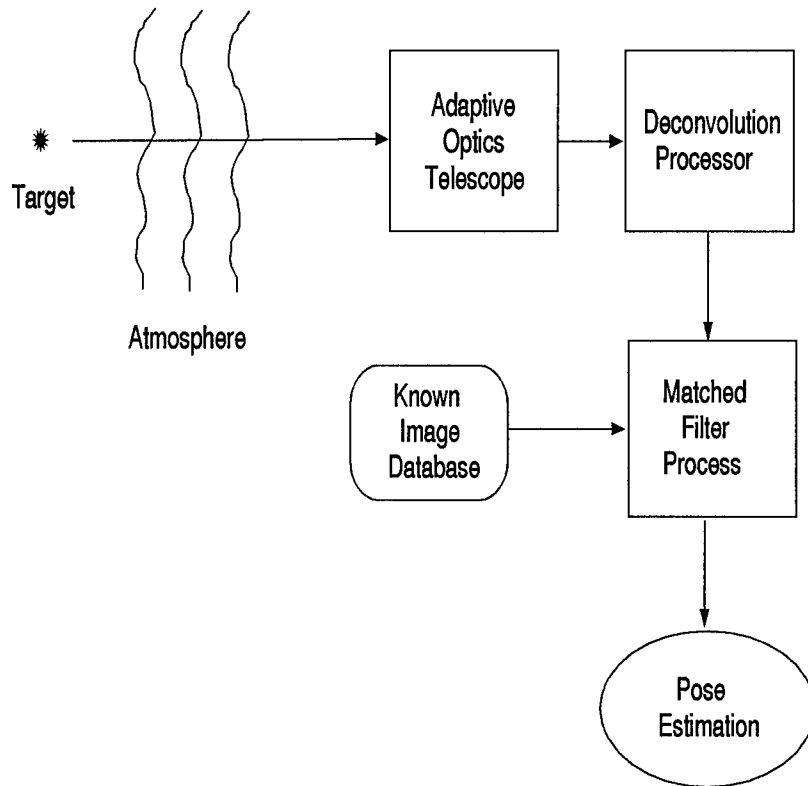 Adaptive
Optics
Telescope
Deconvolution
Processor
Target
Atmosphere
Known
Image
Database
Matched
Filter
Process
Pose
Estimation